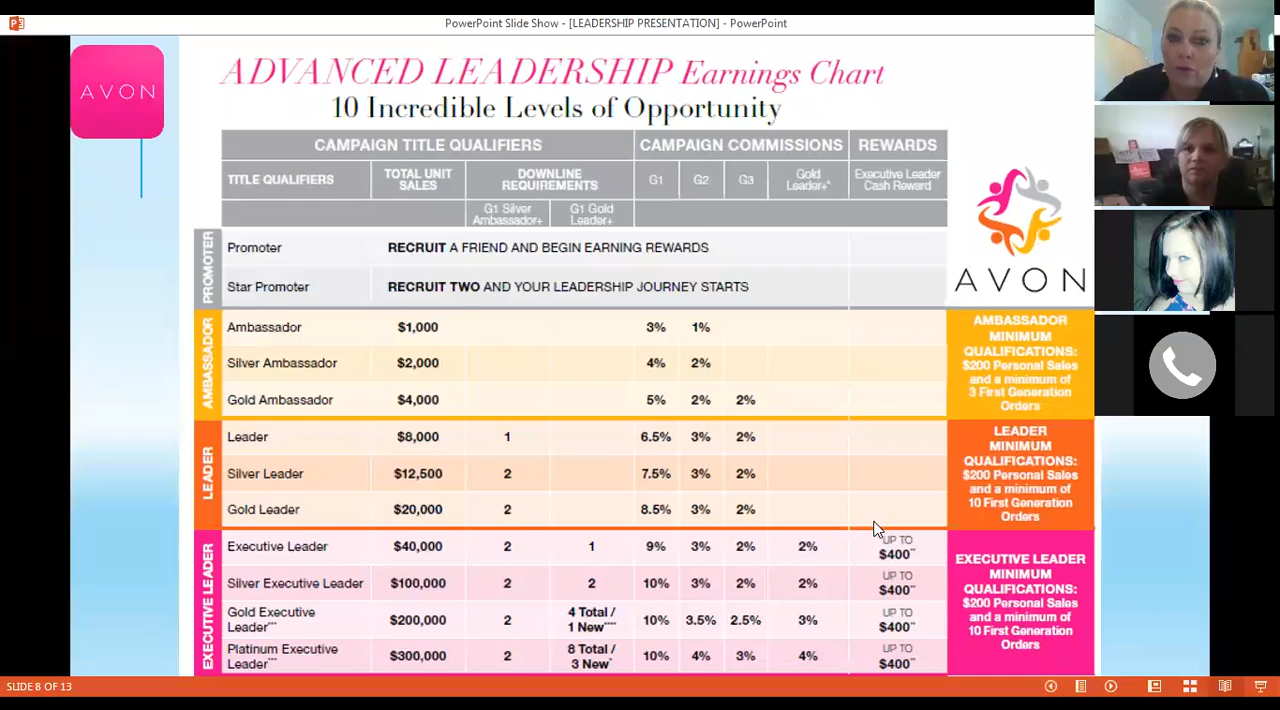 PowerPoint Slide Show - [LEADERSHIP PRESENTATION] - PowerPoint
AVON
ADVANCED LEADERSHIP Earnings Chart
10 Incredible Levels of Opportunity
CAMPAIGN TITLE QUALIFIERS CAMPAIGN COMMISSIONS REWARDS
TITLE QUALIFIERS TOTAL UNIT SALES DOWNLINE REQUIREMENTS G1 G2 G3 Gold Leader+* Executive Leader Cash Reward
G1 Silver Ambassador+ G1 Gold Leader+
PROMOTER
Promoter RECRUIT A FRIEND AND BEGIN EARNING REWARDS
Star Promoter RECRUIT TWO AND YOUR LEADERSHIP JOURNEY STARTS
AVON
AMBASSADOR
Ambassador $1,000 3% 1%
Silver Ambassador $2,000 4% 2%
Gold Ambassador $4,000 5% 2% 2%
AMBASSADOR
MINIMUM
QUALIFICATIONS:
$200 Personal Sales
and a minimum of
3 First Generation
Orders
LEADER
Leader $8,000 1 6.5% 3% 2%
Silver Leader $12,500 2 7.5% 3% 2%
Gold Leader $20,000 2 8.5% 3% 2%
LEADER
MINIMUM
QUALIFICATIONS:
$200 Personal Sales
and a minimum of
10 First Generation
Orders
EXECUTIVE LEADER
Executive Leader $40,000 2 1 9% 3% 2% 2% UP TO $400**
Silver Executive Leader $100,000 2 2 10% 3% 2% 2% UP TO $400**
Gold Executive Leader*** $200,000 2 4 Total / 1 New**** 10% 3.5% 2.5% 3% UP TO $400**
Platinum Executive Leader*** $300,000 2 8 Total / 3 New* 10% 4% 3% 4% UP TO $400**
EXECUTIVE LEADER
MINIMUM
QUALIFICATIONS:
$200 Personal Sales
and a minimum of
10 First Generation
Orders
SLIDE 8 OF 13